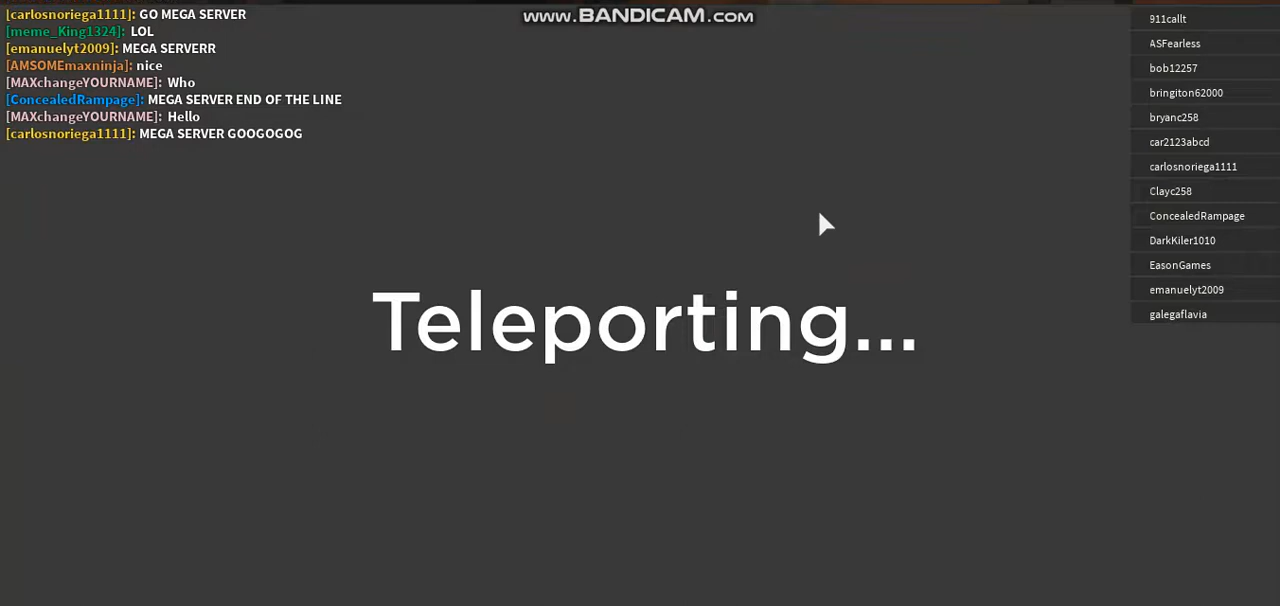 www.BANDICAM.com
[carlosnoriega1111]: GO MEGA SERVER
[meme_King1324]: LOL
[emanuelyt2009]: MEGA SERVERR
[AMSOMEmaxninja]: nice
[MAXchangeYOURNAME]: Who
[ConcealedRampage]: MEGA SERVER END OF THE LINE
[MAXchangeYOURNAME]: Hello
[carlosnoriega1111]: MEGA SERVER GOOGOGOG
Teleporting...
911callt
ASFearless
bob12257
bringiton62000
bryanc258
car2123abcd
carlosnoriega1111
Clayc258
ConcealedRampage
DarkKiler1010
EasonGames
emanuelyt2009
galegaflavia